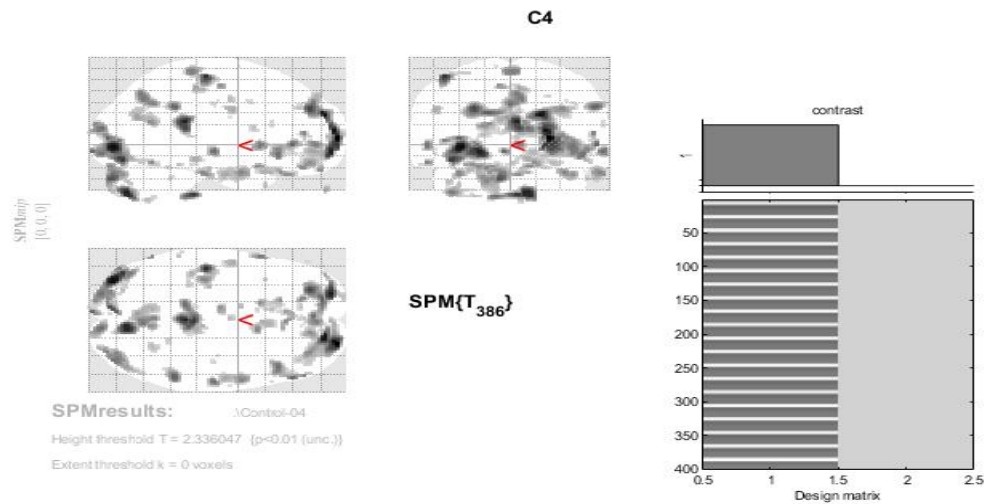 C4
contrast
SPMmip
[0, 0, 0]
SPM{T386}
50
100
150
200
250
300
350
400
0.5
1
1.5
2
2.5
Design matrix
SPMresults:
.\Control-04
Height threshold T = 2.336047 {p<0.01 (unc.)}
Extent threshold k = 0 voxels